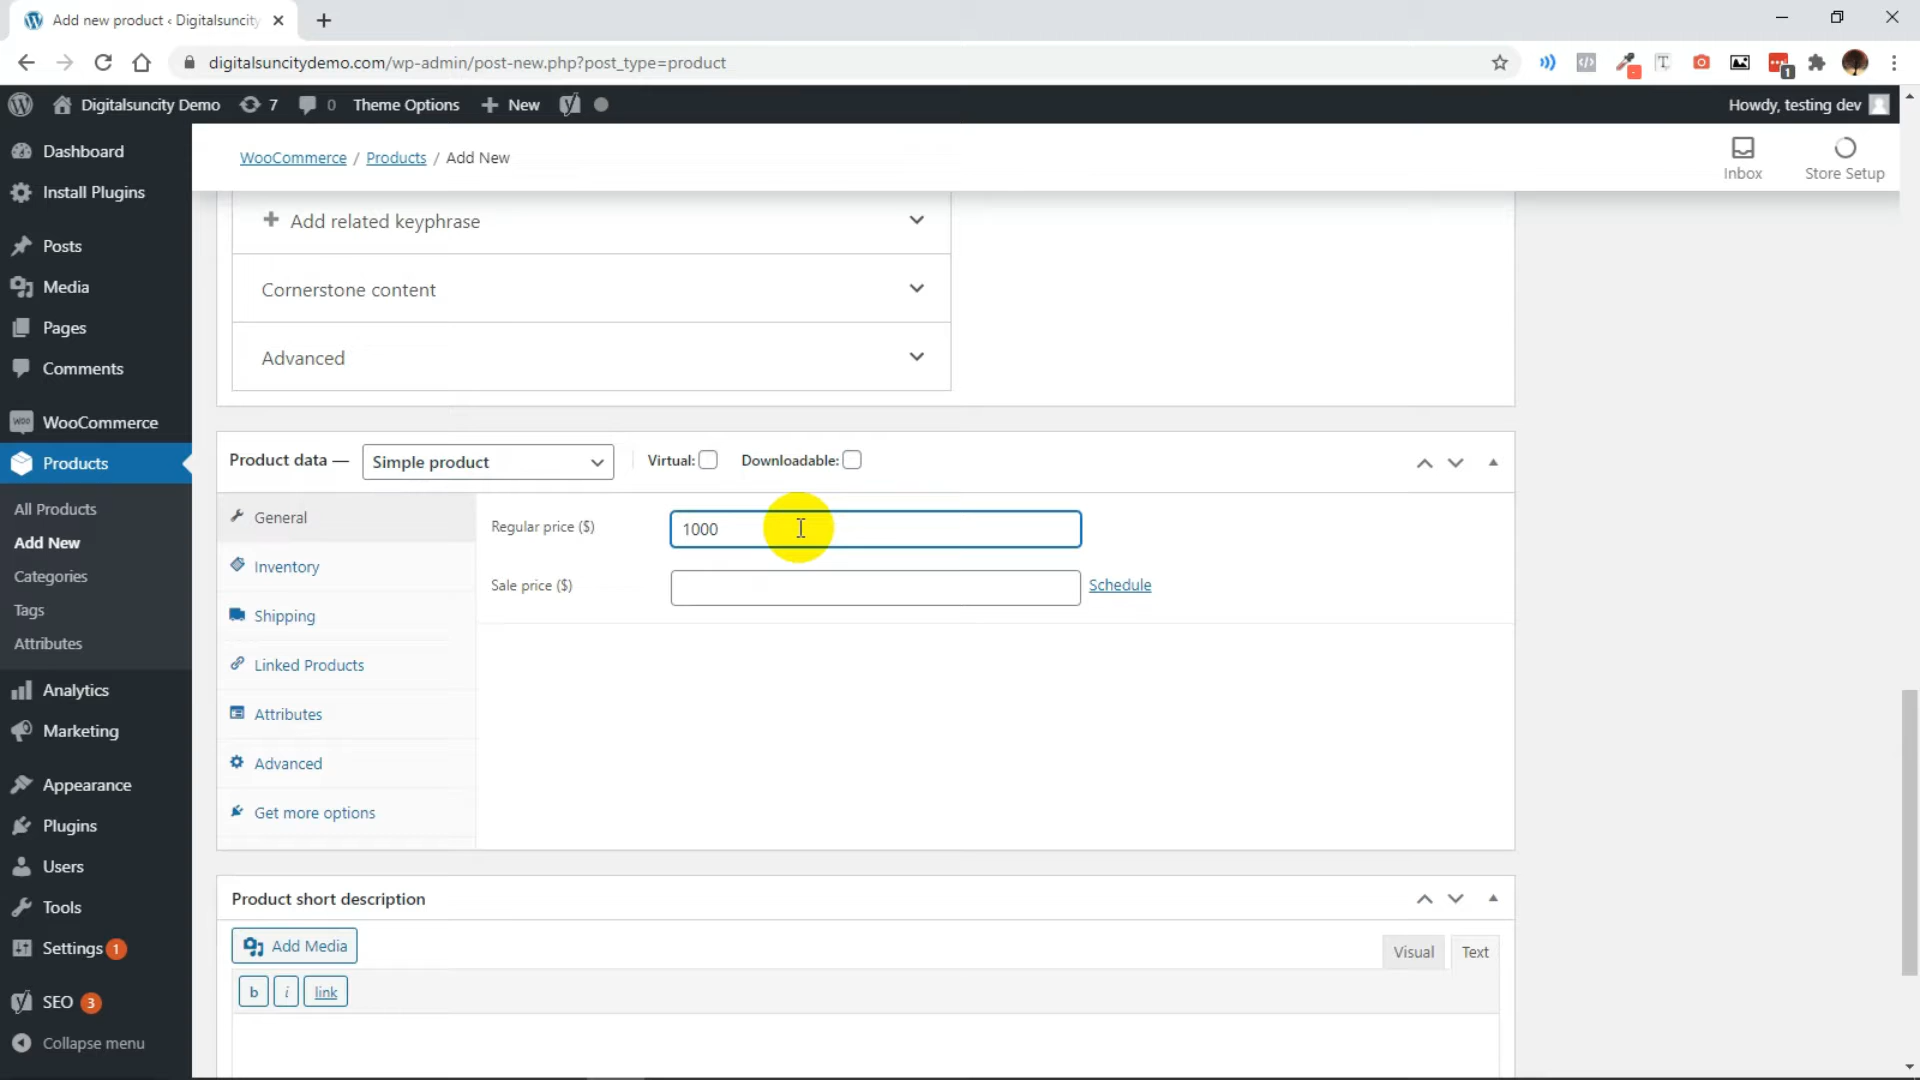 Add new product ‹ Digitalsuncity
digitalsuncitydemo.com/wp-admin/post-new.php?post_type=product
1
Digitalsuncity Demo 7 0 Theme Options New Howdy, testing dev
Dashboard
Install Plugins
Posts
Media
Pages
Comments
WooCommerce
Products
All Products
Add New
Categories
Tags
Attributes
Analytics
Marketing
Appearance
Plugins
Users
Tools
Settings 1
SEO 3
Collapse menu
WooCommerce / Products / Add New
Inbox
Store Setup
Add related keyphrase
Cornerstone content
Advanced
Product data — Simple product Virtual: Downloadable:
General
Inventory
Shipping
Linked Products
Attributes
Advanced
Get more options
Regular price ($) 1000
Sale price ($) Schedule
Product short description
Add Media
Visual Text
b i link